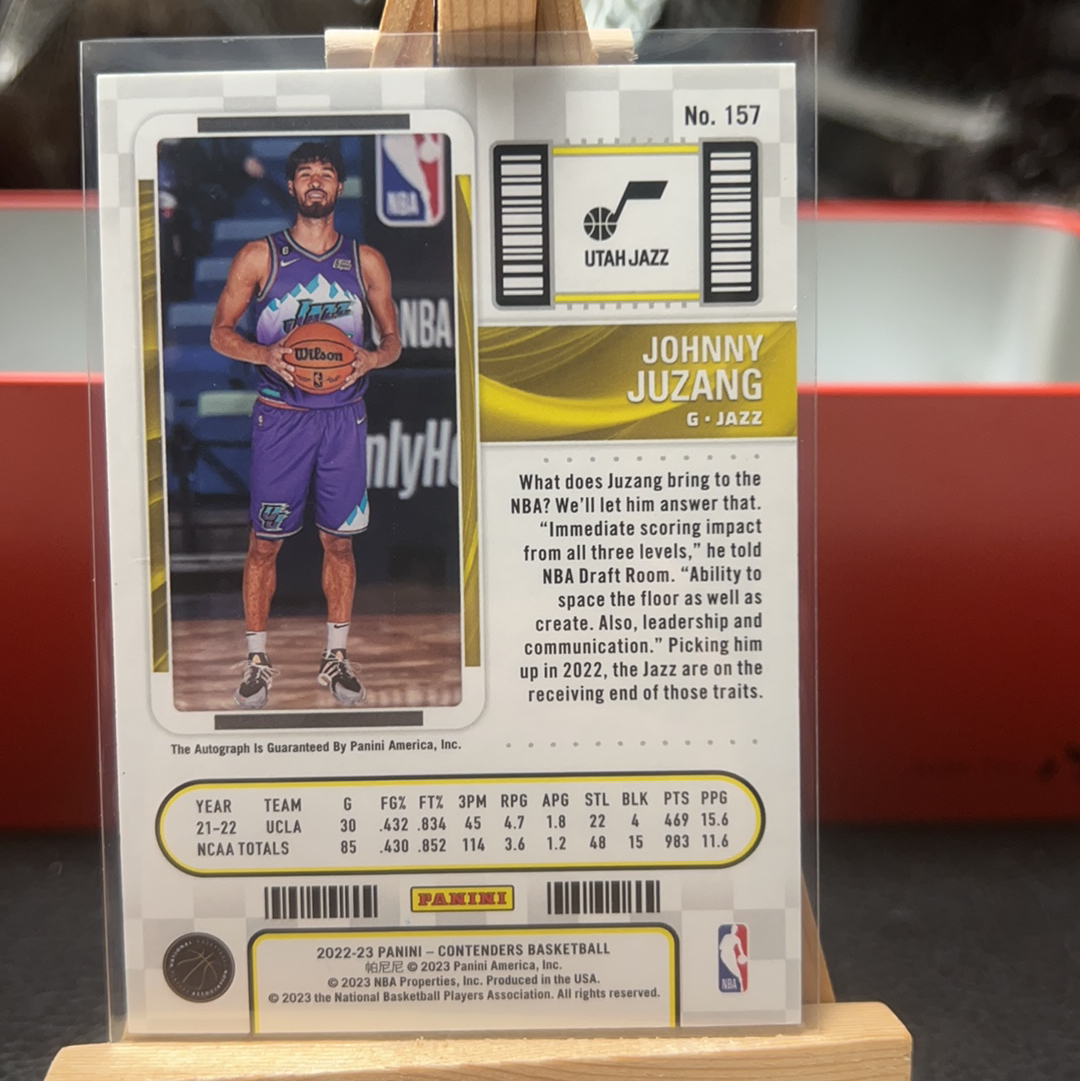 No. 157
NBA
UTAH JAZZ
NBA
Jazz
Wilson
JOHNNY
JUZANG
G · JAZZ
What does Juzang bring to the
NBA? We'll let him answer that.
“Immediate scoring impact
from all three levels,” he told
NBA Draft Room. “Ability to
space the floor as well as
create. Also, leadership and
communication.” Picking him
up in 2022, the Jazz are on the
receiving end of those traits.
The Autograph Is Guaranteed By Panini America, Inc.
YEAR TEAM G FG% FT% 3PM RPG APG STL BLK PTS PPG
21–22 UCLA 30 .432 .834 45 4.7 1.8 22 4 469 15.6
NCAA TOTALS 85 .430 .852 114 3.6 1.2 48 15 983 11.6
PANINI
2022-23 PANINI – CONTENDERS BASKETBALL
帕尼尼 © 2023 Panini America, Inc.
© 2023 NBA Properties, Inc. Produced in the USA.
© 2023 the National Basketball Players Association. All rights reserved.
NBA